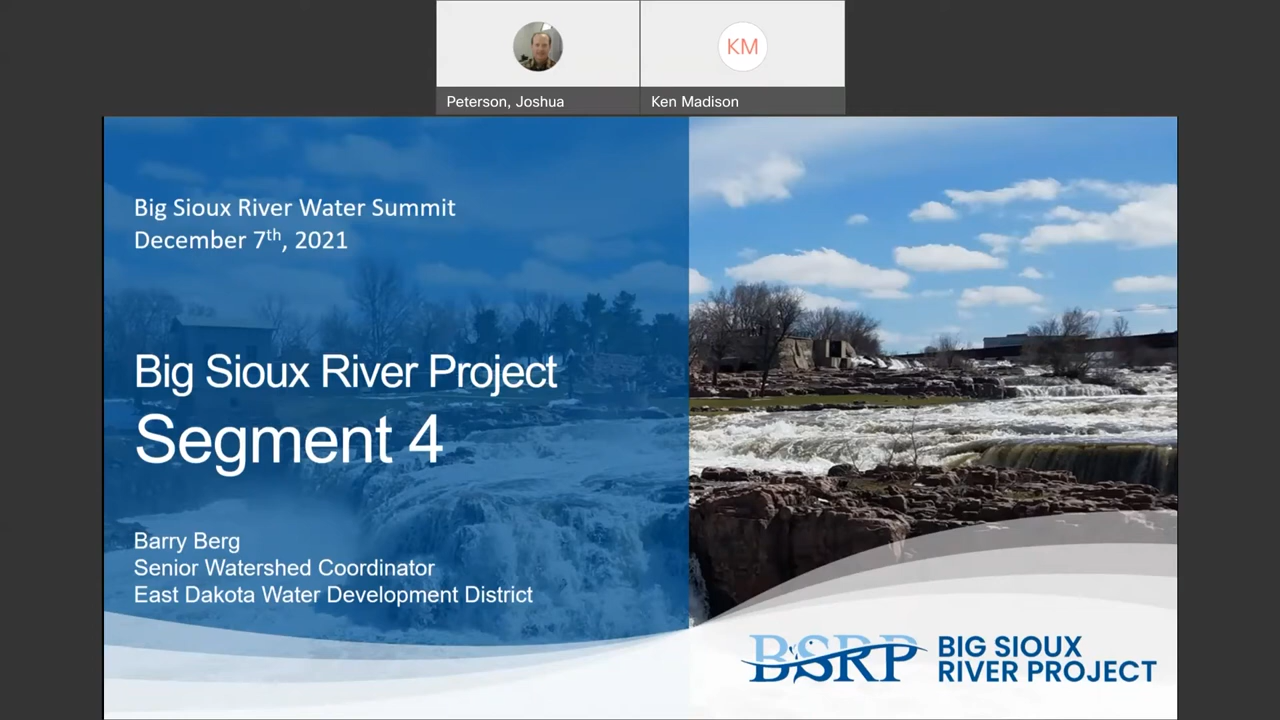 KM
Peterson, Joshua
Ken Madison
Big Sioux River Water Summit
December 7th, 2021
Big Sioux River Project
Segment 4
Barry Berg
Senior Watershed Coordinator
East Dakota Water Development District
BSRP
BIG SIOUX
RIVER PROJECT